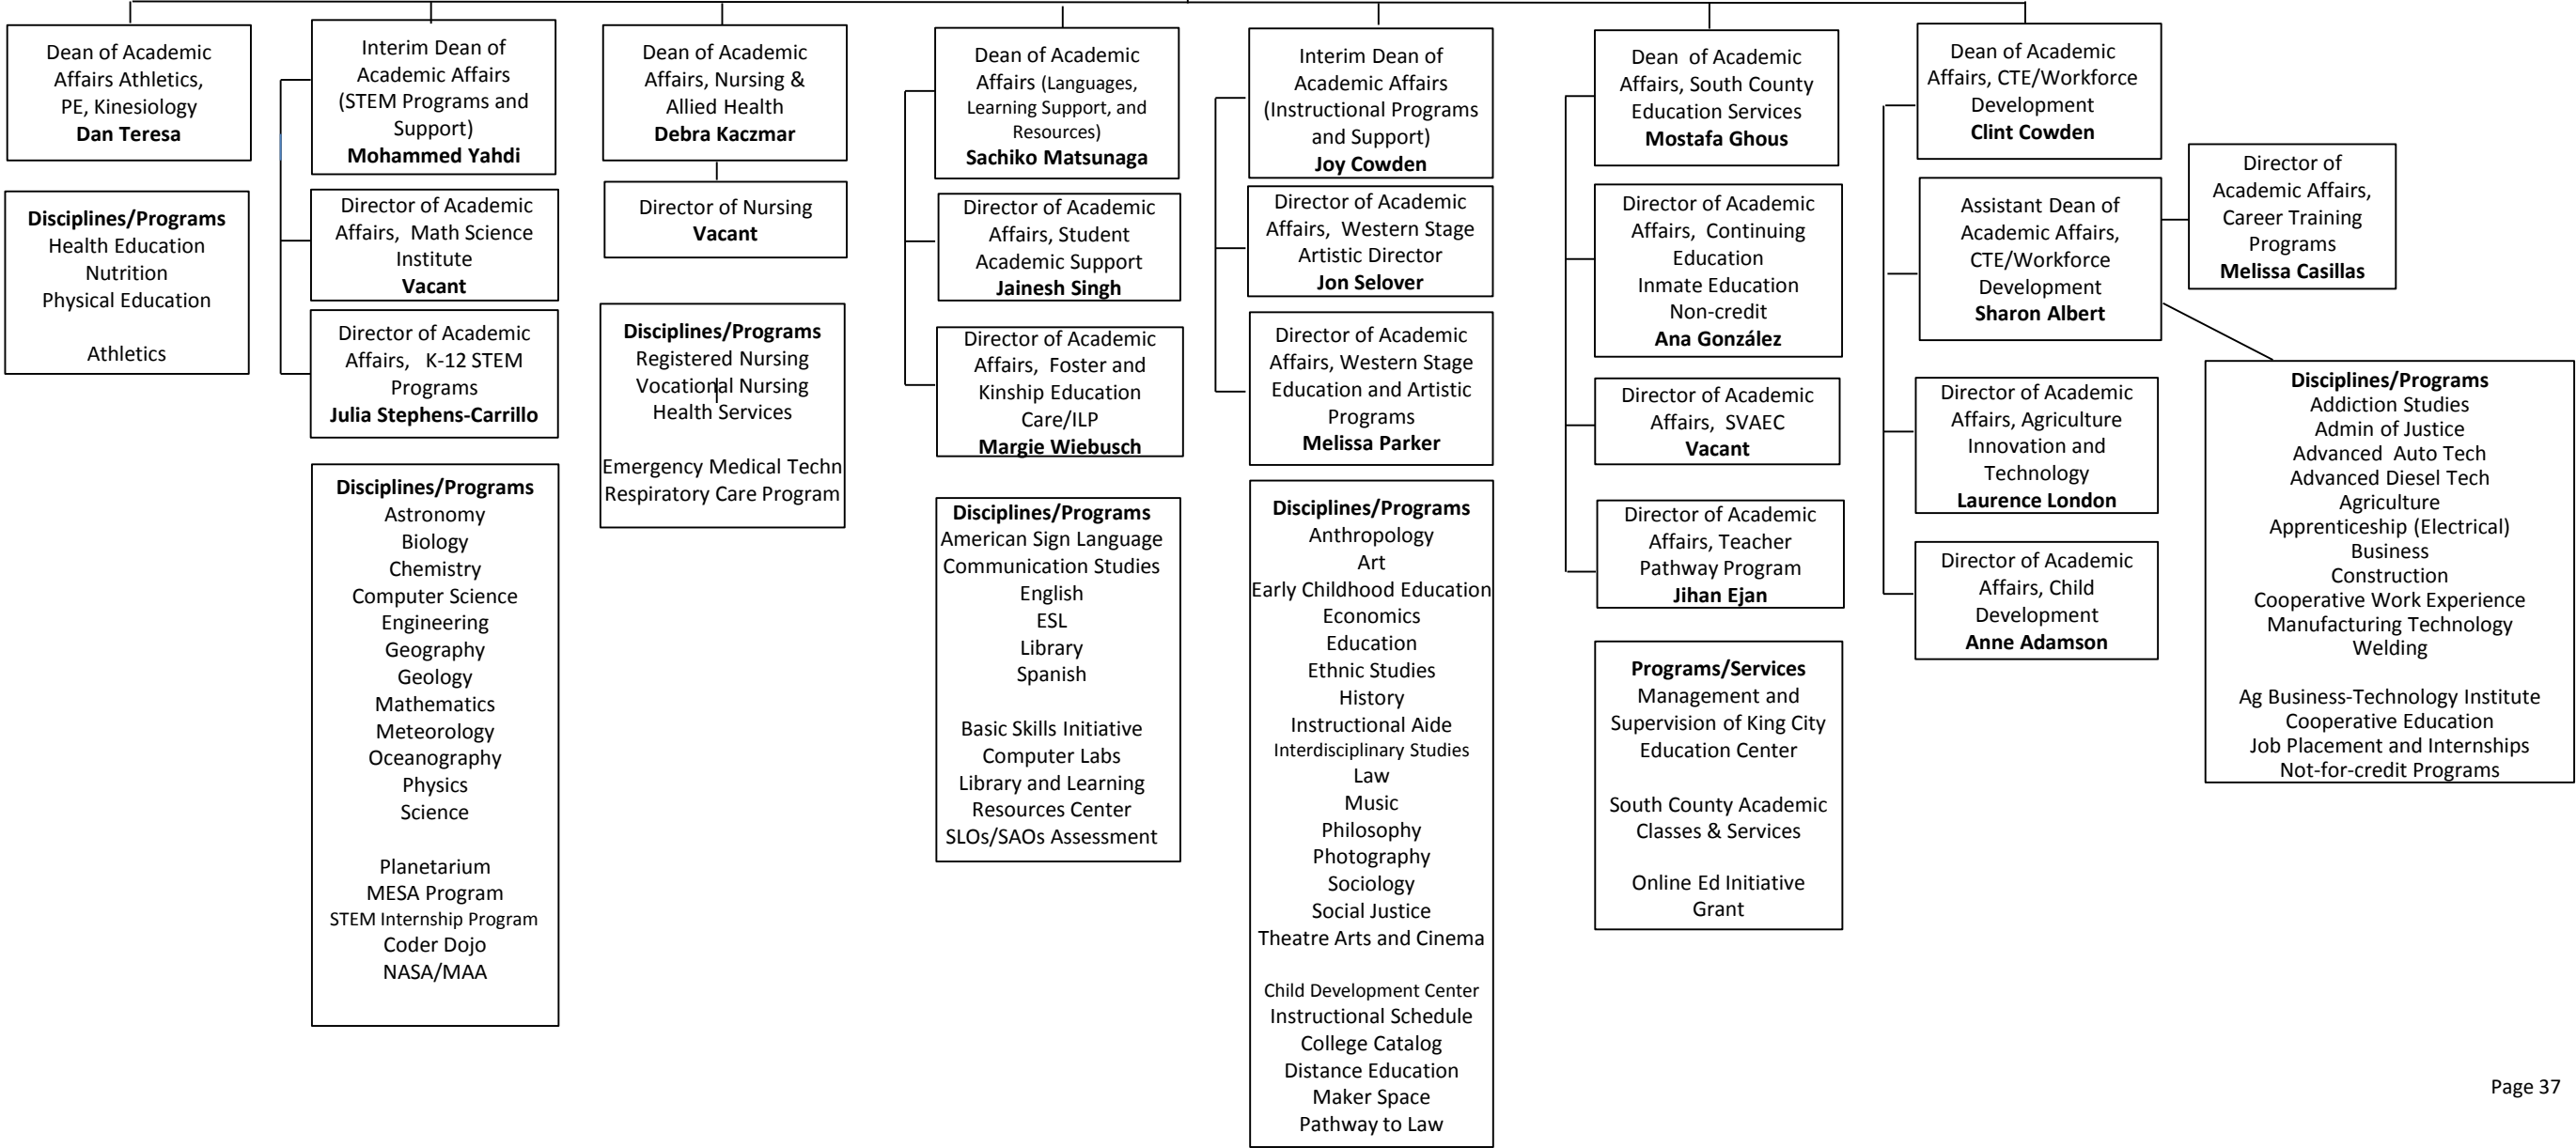 Dean of Academic
Affairs Athletics,
PE, Kinesiology
Dan Teresa
Disciplines/Programs
Health Education
Nutrition
Physical Education
Athletics
Interim Dean of
Academic Affairs
(STEM Programs and
Support)
Mohammed Yahdi
Director of Academic
Affairs, Math Science
Institute
Vacant
Director of Academic
Affairs, K-12 STEM
Programs
Julia Stephens-Carrillo
Disciplines/Programs
Astronomy
Biology
Chemistry
Computer Science
Engineering
Geography
Geology
Mathematics
Meteorology
Oceanography
Physics
Science
Planetarium
MESA Program
STEM Internship Program
Coder Dojo
NASA/MAA
Dean of Academic
Affairs, Nursing &
Allied Health
Debra Kaczmar
Director of Nursing
Vacant
Disciplines/Programs
Registered Nursing
Vocational Nursing
Health Services
Emergency Medical Techn
Respiratory Care Program
Dean of Academic
Affairs (Languages,
Learning Support, and
Resources)
Sachiko Matsunaga
Director of Academic
Affairs, Student
Academic Support
Jainesh Singh
Director of Academic
Affairs, Foster and
Kinship Education
Care/ILP
Margie Wiebusch
Disciplines/Programs
American Sign Language
Communication Studies
English
ESL
Library
Spanish
Basic Skills Initiative
Computer Labs
Library and Learning
Resources Center
SLOs/SAOs Assessment
Interim Dean of
Academic Affairs
(Instructional Programs
and Support)
Joy Cowden
Director of Academic
Affairs, Western Stage
Artistic Director
Jon Selover
Director of Academic
Affairs, Western Stage
Education and Artistic
Programs
Melissa Parker
Disciplines/Programs
Anthropology
Art
Early Childhood Education
Economics
Education
Ethnic Studies
History
Instructional Aide
Interdisciplinary Studies
Law
Music
Philosophy
Photography
Sociology
Social Justice
Theatre Arts and Cinema
Child Development Center
Instructional Schedule
College Catalog
Distance Education
Maker Space
Pathway to Law
Dean of Academic
Affairs, South County
Education Services
Mostafa Ghous
Director of Academic
Affairs, Continuing
Education
Inmate Education
Non-credit
Ana González
Director of Academic
Affairs, SVAEC
Vacant
Director of Academic
Affairs, Teacher
Pathway Program
Jihan Ejan
Programs/Services
Management and
Supervision of King City
Education Center
South County Academic
Classes & Services
Online Ed Initiative
Grant
Dean of Academic
Affairs, CTE/Workforce
Development
Clint Cowden
Assistant Dean of
Academic Affairs,
CTE/Workforce
Development
Sharon Albert
Director of Academic
Affairs, Agriculture
Innovation and
Technology
Laurence London
Director of Academic
Affairs, Child
Development
Anne Adamson
Director of
Academic Affairs,
Career Training
Programs
Melissa Casillas
Disciplines/Programs
Addiction Studies
Admin of Justice
Advanced Auto Tech
Advanced Diesel Tech
Agriculture
Apprenticeship (Electrical)
Business
Construction
Cooperative Work Experience
Manufacturing Technology
Welding
Ag Business-Technology Institute
Cooperative Education
Job Placement and Internships
Not-for-credit Programs
Page 37